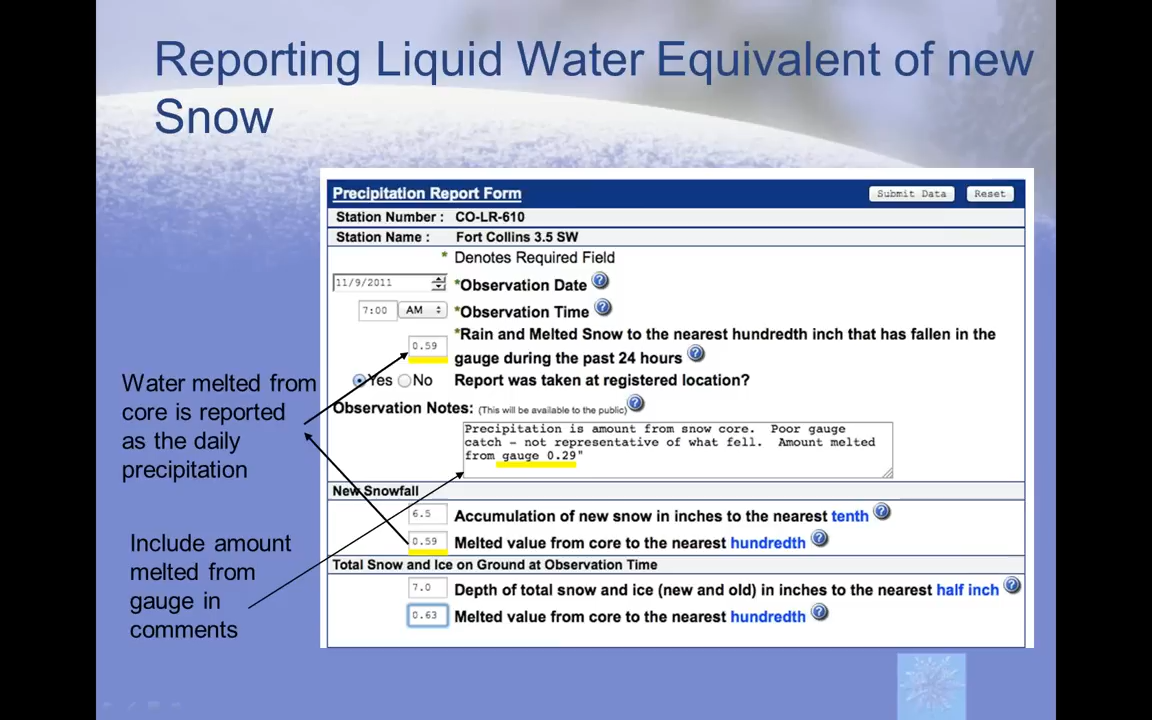 Reporting Liquid Water Equivalent of new
Snow
Precipitation Report Form
Submit Data
Reset
Station Number : CO-LR-610
Station Name : Fort Collins 3.5 SW
* Denotes Required Field
11/9/2011 *Observation Date ?
7:00 AM *Observation Time ?
*Rain and Melted Snow to the nearest hundredth inch that has fallen in the
0.59
gauge during the past 24 hours ?
Yes No Report was taken at registered location?
Observation Notes: (This will be available to the public) ?
Precipitation is amount from snow core. Poor gauge
catch – not representative of what fell. Amount melted
from gauge 0.29"
New Snowfall
6.5 Accumulation of new snow in inches to the nearest tenth ?
0.59 Melted value from core to the nearest hundredth ?
Total Snow and Ice on Ground at Observation Time
7.0 Depth of total snow and ice (new and old) in inches to the nearest half inch ?
0.63 Melted value from core to the nearest hundredth ?
Water melted from
core is reported
as the daily
precipitation
Include amount
melted from
gauge in
comments